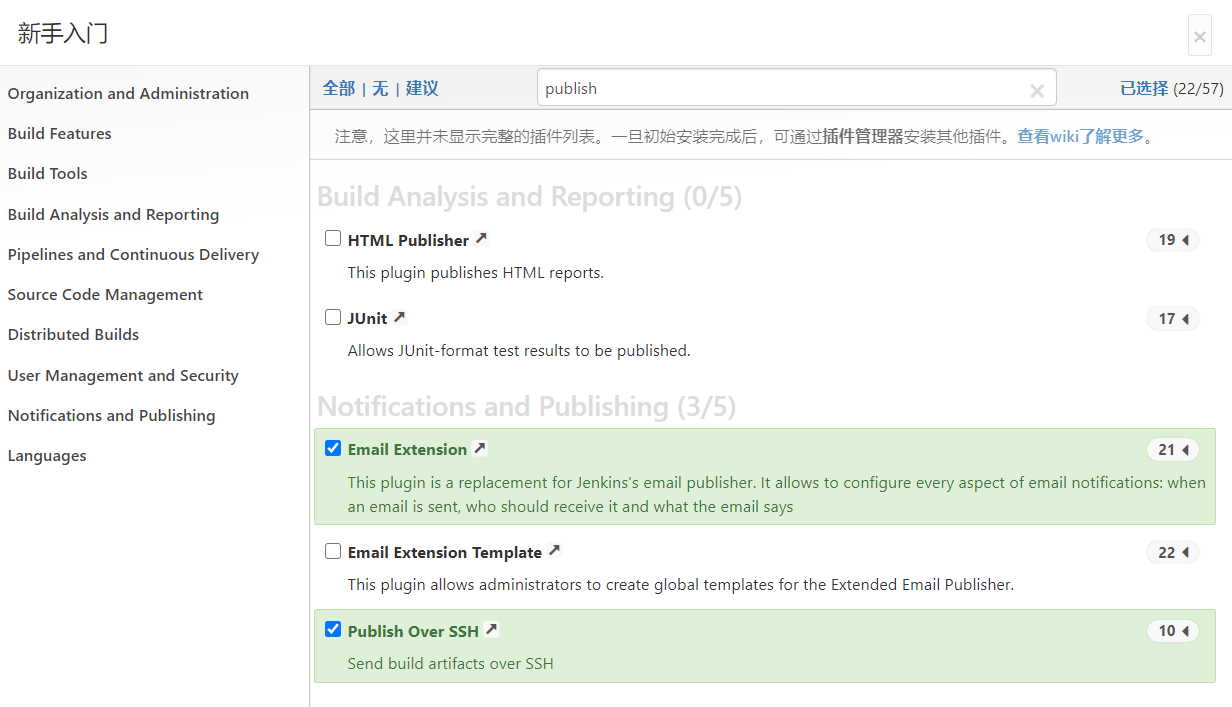 新手入门
×
Organization and Administration
Build Features
Build Tools
Build Analysis and Reporting
Pipelines and Continuous Delivery
Source Code Management
Distributed Builds
User Management and Security
Notifications and Publishing
Languages
全部 | 无 | 建议
publish
×
已选择 (22/57)
注意，这里并未显示完整的插件列表。一旦初始安装完成后，可通过插件管理器安装其他插件。查看wiki了解更多。
Build Analysis and Reporting (0/5)
HTML Publisher
19
This plugin publishes HTML reports.
JUnit
17
Allows JUnit-format test results to be published.
Notifications and Publishing (3/5)
Email Extension
21
This plugin is a replacement for Jenkins's email publisher. It allows to configure every aspect of email notifications: when
an email is sent, who should receive it and what the email says
Email Extension Template
22
This plugin allows administrators to create global templates for the Extended Email Publisher.
Publish Over SSH
10
Send build artifacts over SSH